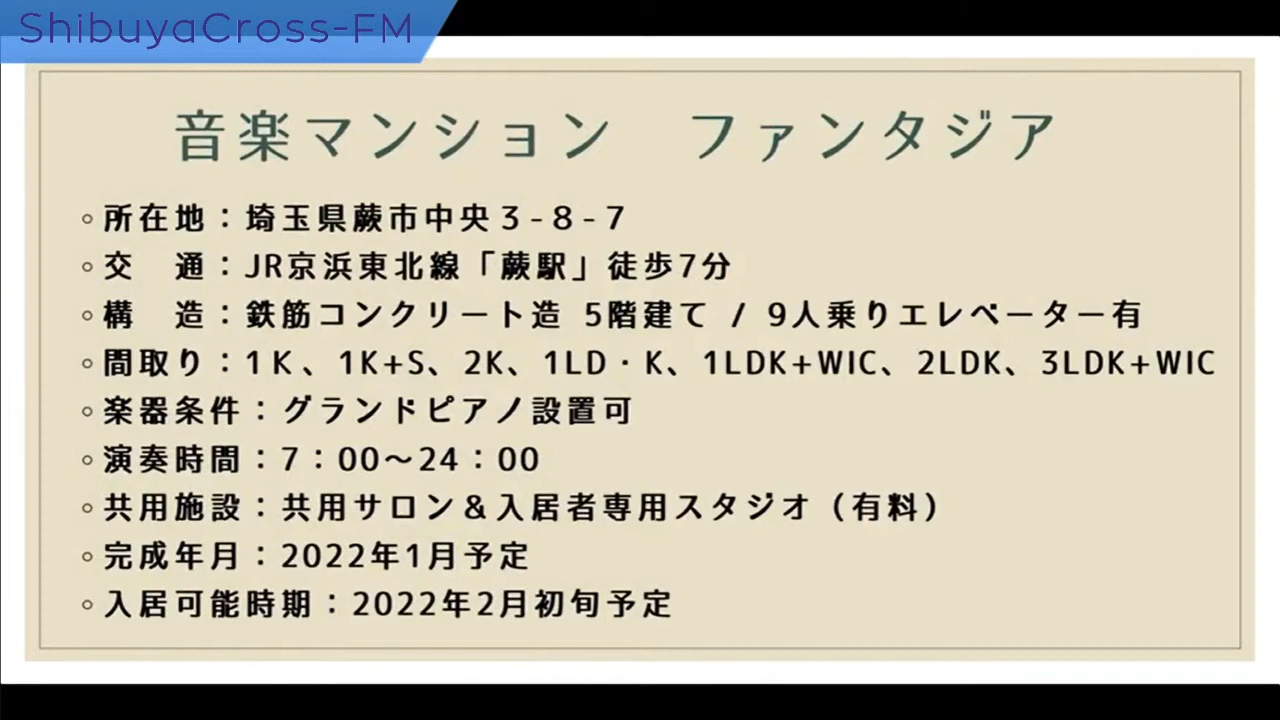 ShibuyaCross-FM
音楽マンション　ファンタジア
○所在地：埼玉県蕨市中央３-８-７
○交　通：JR京浜東北線「蕨駅」徒歩7分
○構　造：鉄筋コンクリート造 5階建て / 9人乗りエレベーター有
○間取り：1Ｋ、1K+S、2K、1LD・K、1LDK+WIC、2LDK、3LDK+WIC
○楽器条件：グランドピアノ設置可
○演奏時間：7：00～24：00
○共用施設：共用サロン＆入居者専用スタジオ（有料）
○完成年月：2022年1月予定
○入居可能時期：2022年2月初旬予定